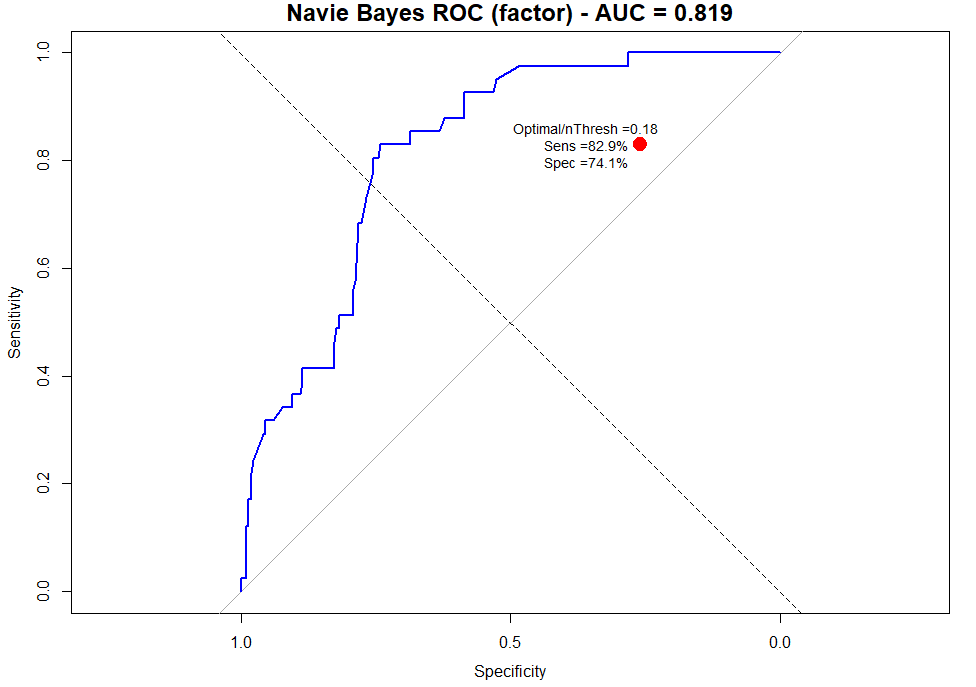 Navie Bayes ROC (factor) - AUC = 0.819
1.0
0.8
0.6
0.4
0.2
0.0
Sensitivity
Optimal/nThresh =0.18
Sens =82.9%
Spec =74.1%
1.0 0.5 0.0
Specificity